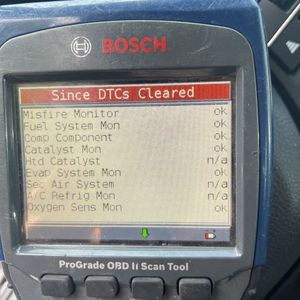 BOSCH
Since DTCs Cleared
Misfire Monitor ok
Fuel System Mon ok
Comp Component ok
Catalyst Mon ok
Htd Catalyst n/a
Evap System Mon ok
Sec Air System n/a
A/C Refrig Mon n/a
Oxygen Sens Mon ok
ProGrade OBD II Scan Tool